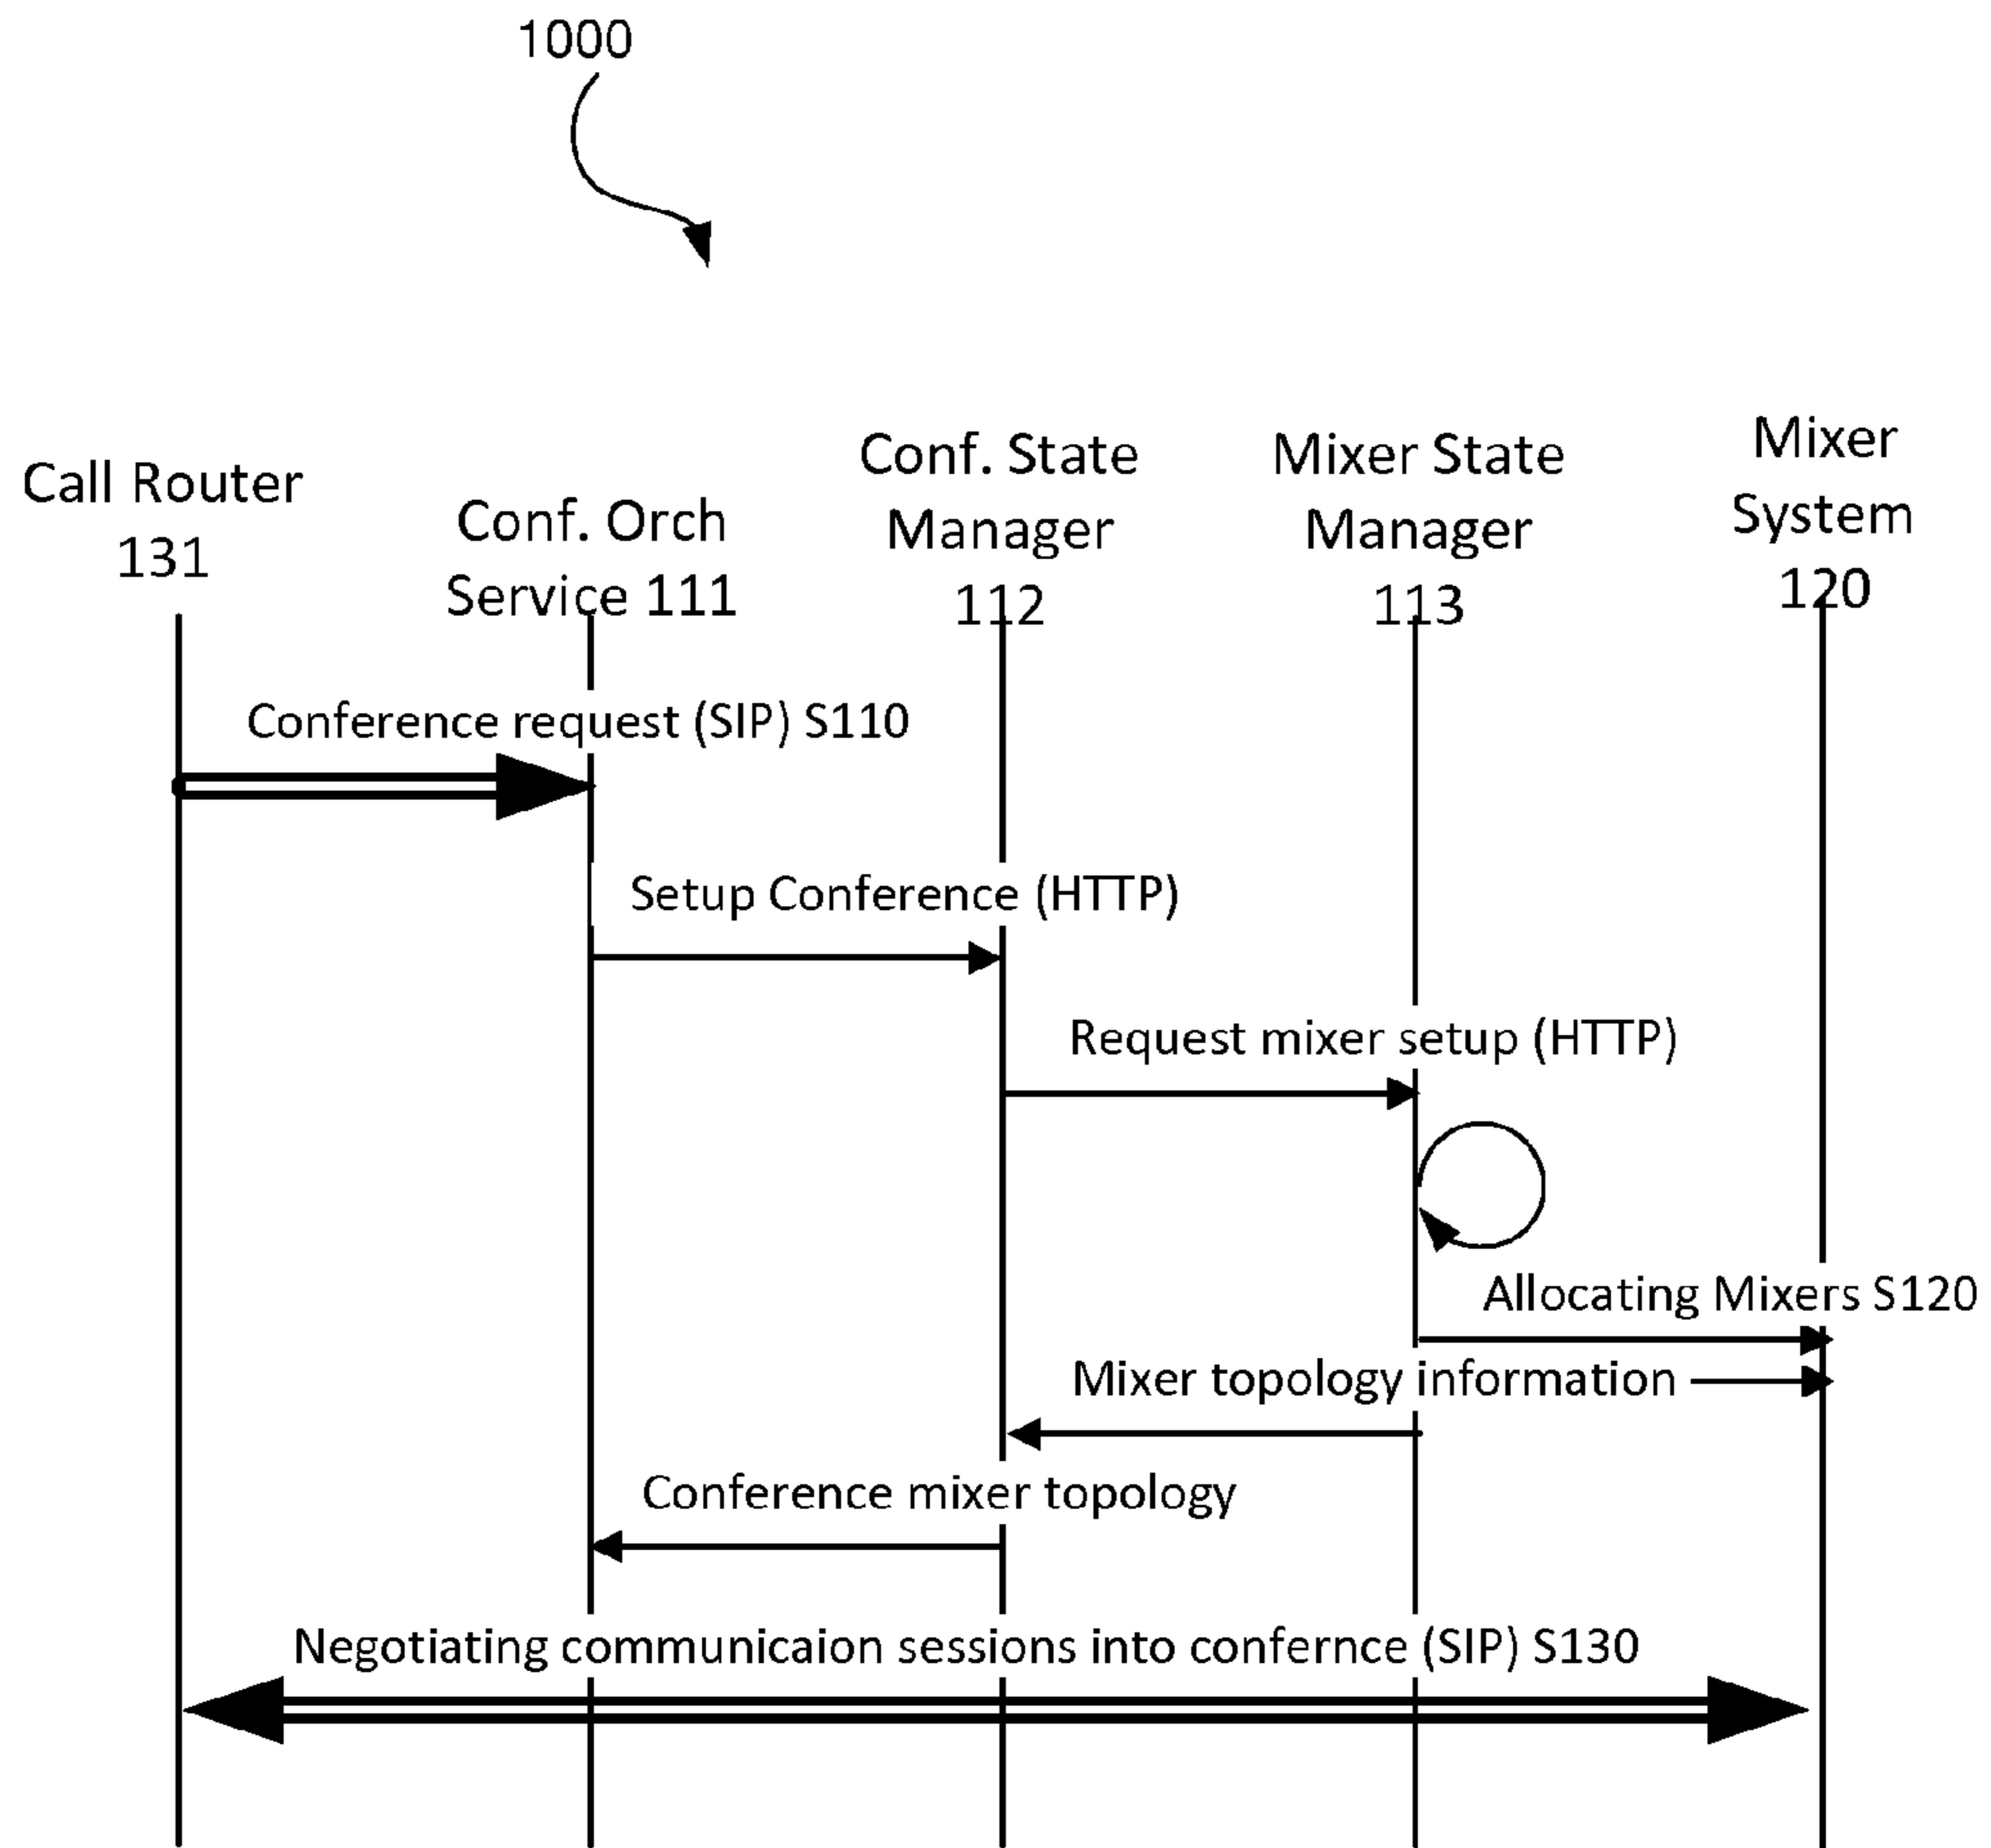 1000
Call Router
131
Conf. Orch
Service 111
Conf. State
Manager
112
Mixer State
Manager
113
Mixer
System
120
Conference request (SIP) S110
Setup Conference (HTTP)
Request mixer setup (HTTP)
Allocating Mixers S120
Mixer topology information
Conference mixer topology
Negotiating communicaion sessions into confernce (SIP) S130